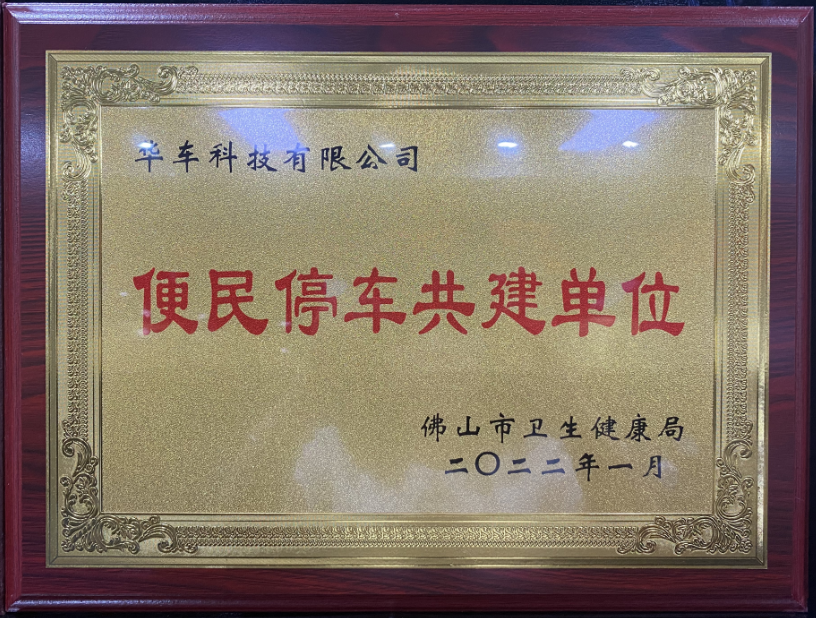 华车科技有限公司
便民停车共建单位
佛山市卫生健康局
二〇二二年一月